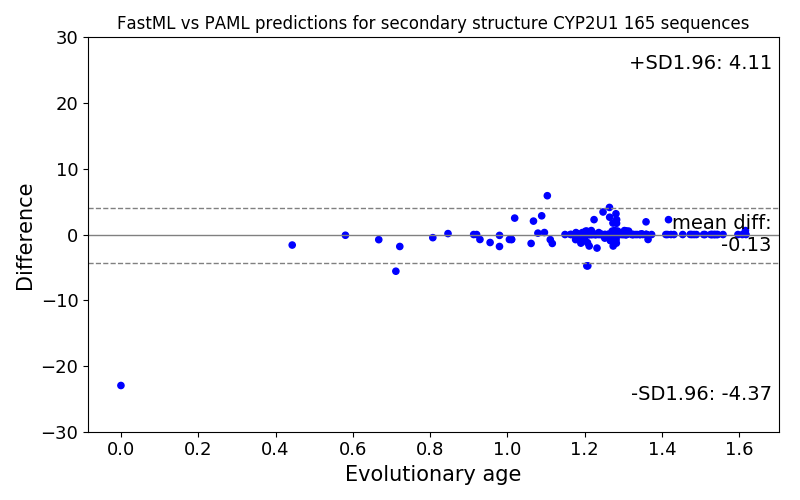 FastML vs PAML predictions for secondary structure CYP2U1 165 sequences
30
+SD1.96: 4.11
20
10
mean diff:
0
-0.13
Difference
−10
−20
-SD1.96: -4.37
−30
0.0 0.2 0.4 0.6 0.8 1.0 1.2 1.4 1.6
Evolutionary age